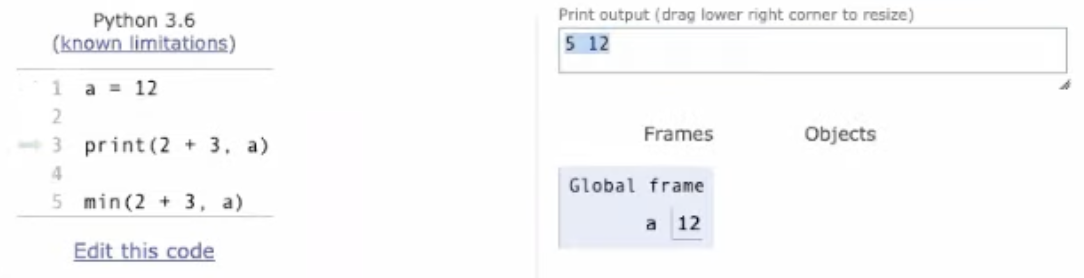 Python 3.6
(known limitations)
1 a = 12
2
3 print(2 + 3, a)
4
5 min(2 + 3, a)
Edit this code
Print output (drag lower right corner to resize)
5 12
Frames Objects
Global frame
a 12